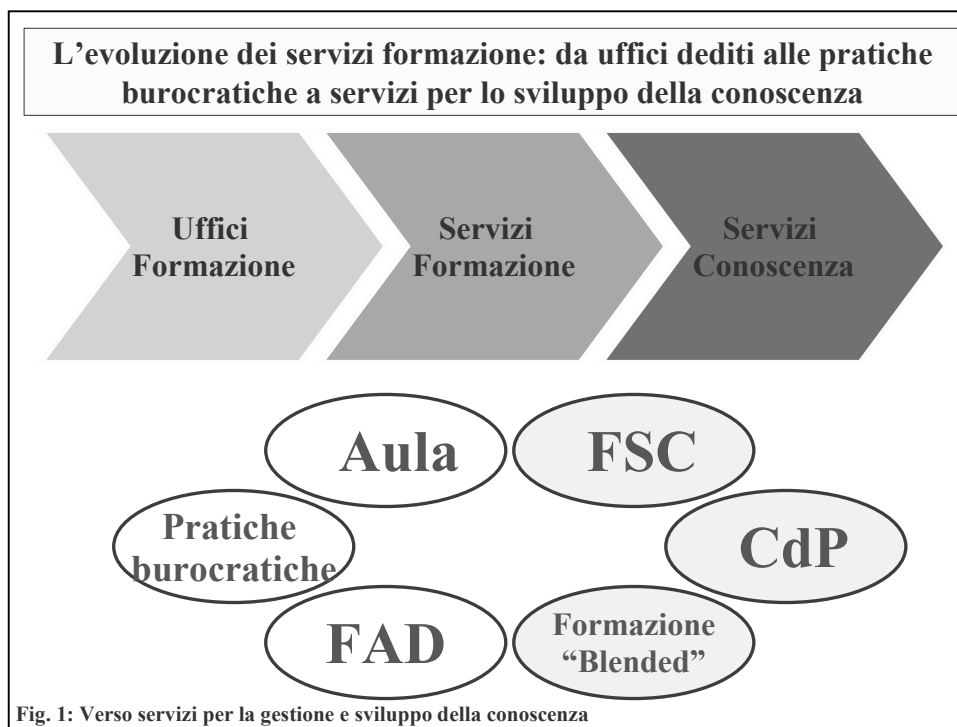 L’evoluzione dei servizi formazione: da uffici dediti alle pratiche
burocratiche a servizi per lo sviluppo della conoscenza
Uffici
Formazione
Servizi
Formazione
Servizi
Conoscenza
Aula
FSC
Pratiche
burocratiche
CdP
FAD
Formazione
“Blended”
Fig. 1: Verso servizi per la gestione e sviluppo della conoscenza